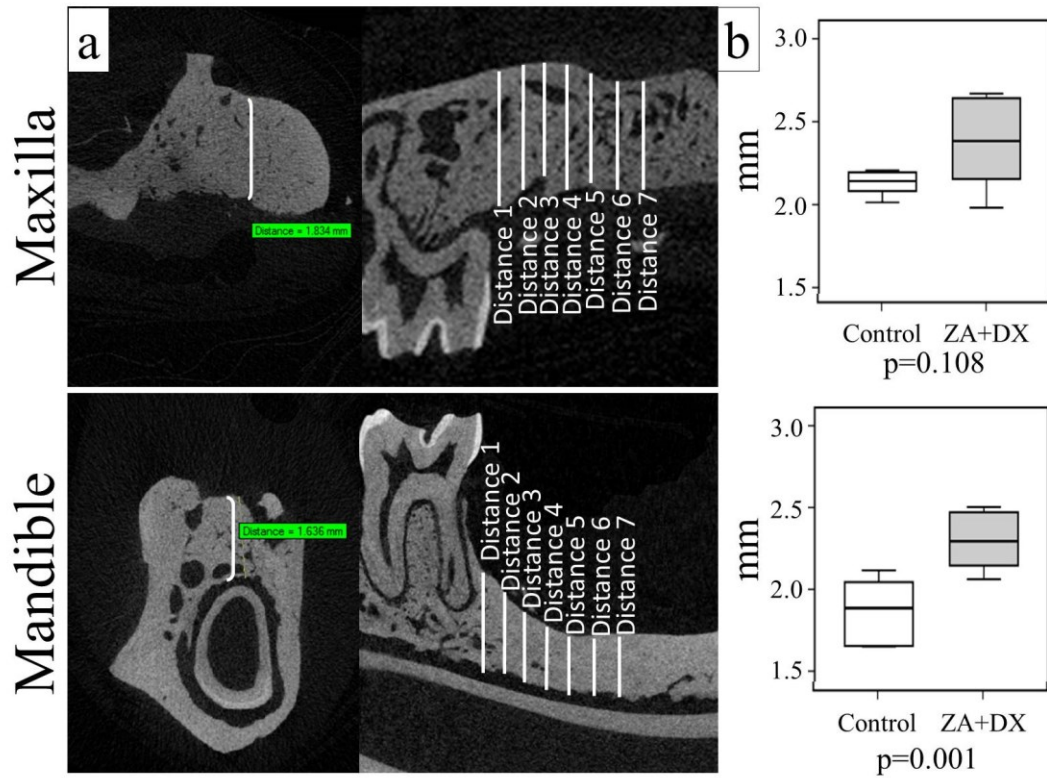 a
b
Maxilla
Distance = 1.834 mm
Distance 1
Distance 2
Distance 3
Distance 4
Distance 5
Distance 6
Distance 7
mm
3.0
2.5
2.0
1.5
Control ZA+DX
p=0.108
Mandible
Distance = 1.636 mm
Distance 1
Distance 2
Distance 3
Distance 4
Distance 5
Distance 6
Distance 7
mm
3.0
2.5
2.0
1.5
Control ZA+DX
p=0.001